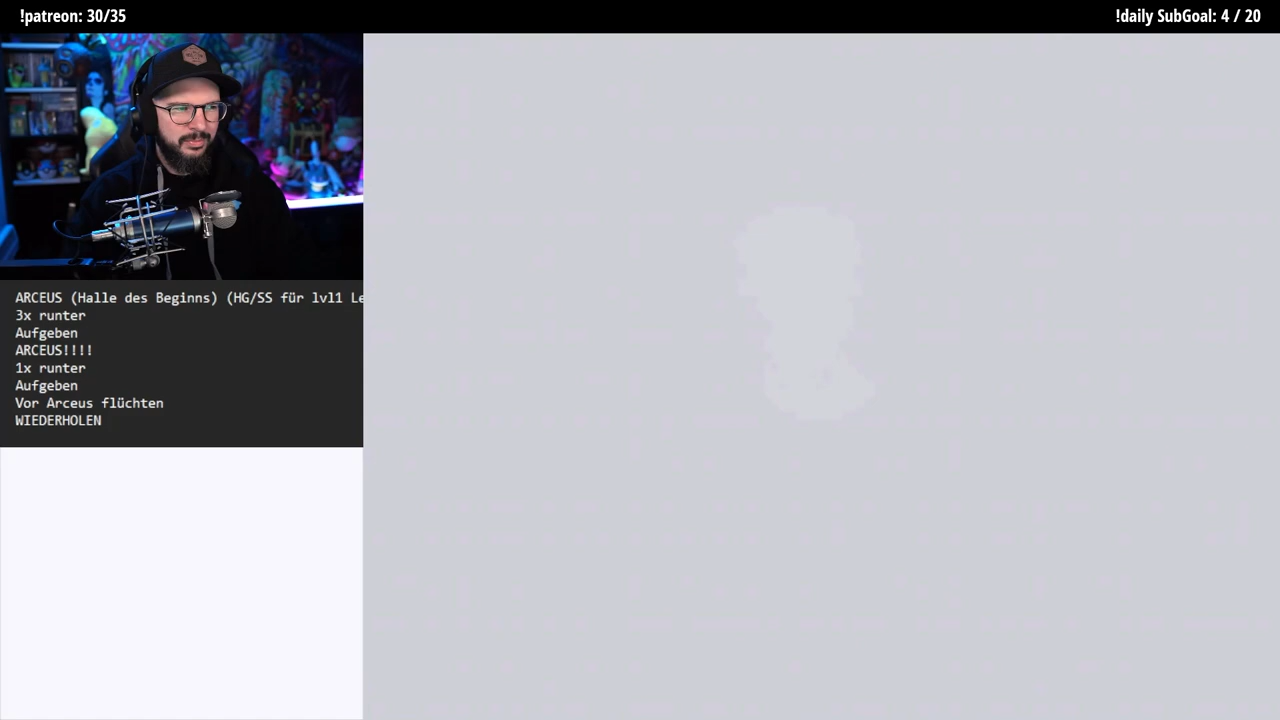 !patreon: 30/35
!daily SubGoal: 4 / 20
ARCEUS (Halle des Beginns) (HG/SS für lvl1 Le
3x runter
Aufgeben
ARCEUS!!!!
1x runter
Aufgeben
Vor Arceus flüchten
WIEDERHOLEN